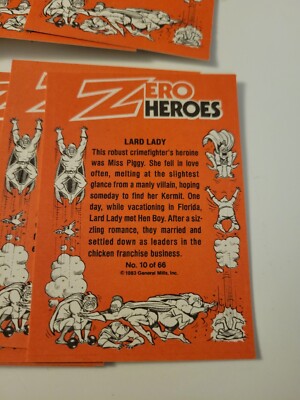 ZERO
HEROES
LARD LADY
This robust crimefighter's heroine
was Miss Piggy. She fell in love
often, melting at the slightest
glance from a manly villain, hoping
someday to find her Kermit. One
day, while vacationing in Florida,
Lard Lady met Hen Boy. After a siz-
zling romance, they married and
settled down as leaders in the
chicken franchise business.
No. 10 of 66
© 1983 General Mills, Inc.